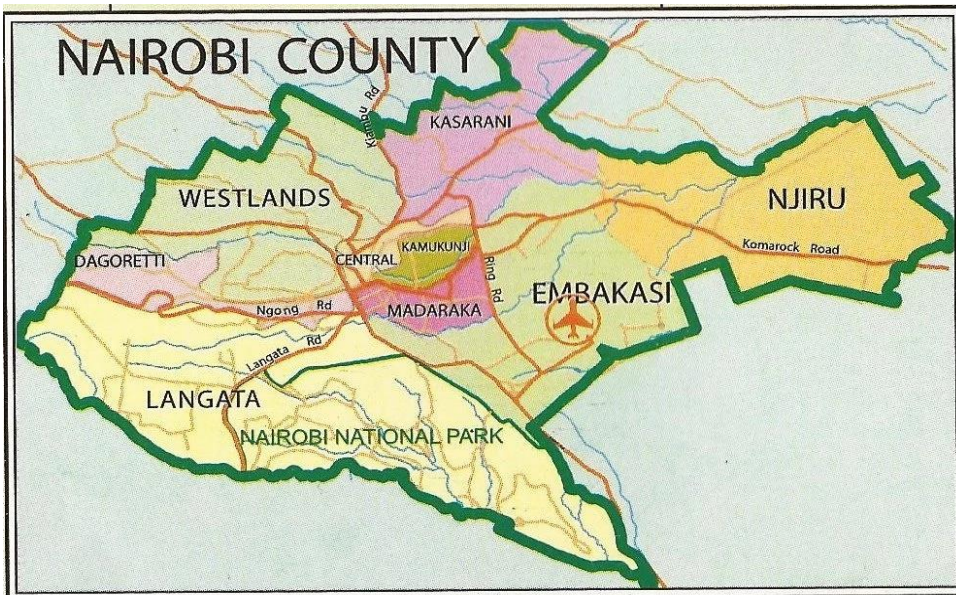 NAIROBI COUNTY
Kiambu Rd
KASARANI
WESTLANDS
NJIRU
KAMUKUNJI
DAGORETTI
CENTRAL
Komarock Road
Ring Rd
EMBAKASI
Ngong Rd
MADARAKA
Langata Rd
LANGATA
NAIROBI NATIONAL PARK